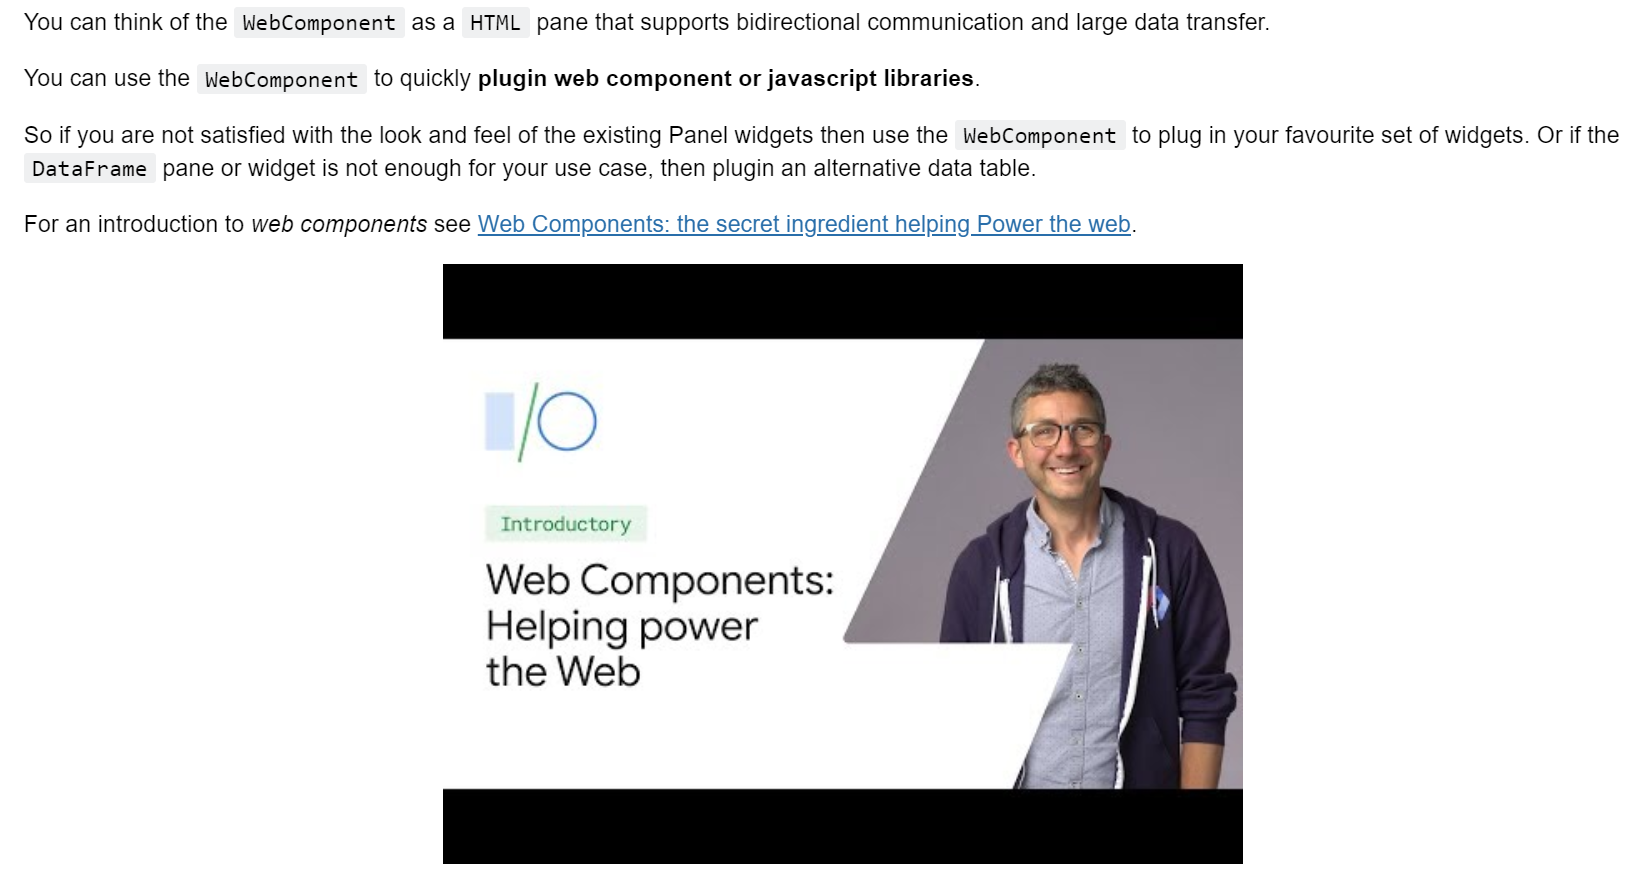 You can think of the WebComponent as a HTML pane that supports bidirectional communication and large data transfer.
You can use the WebComponent to quickly plugin web component or javascript libraries.
So if you are not satisfied with the look and feel of the existing Panel widgets then use the WebComponent to plug in your favourite set of widgets. Or if the
DataFrame pane or widget is not enough for your use case, then plugin an alternative data table.
For an introduction to web components see Web Components: the secret ingredient helping Power the web.
I/O
Introductory
Web Components:
Helping power
the Web